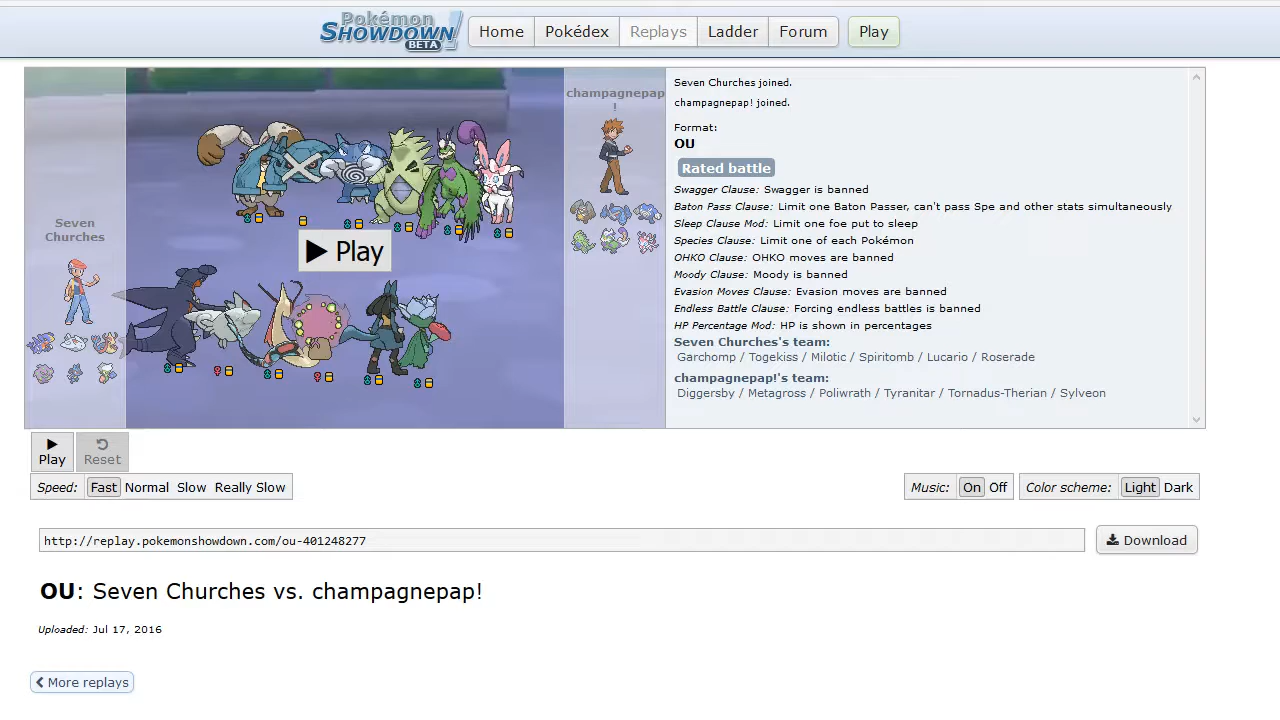 Pokémon
SHOWDOWN!
BETA
Home
Pokédex
Replays
Ladder
Forum
Play
Seven
Churches
Play
champagnepap
!
Seven Churches joined.
champagnepap! joined.
Format:
OU
Rated battle
Swagger Clause: Swagger is banned
Baton Pass Clause: Limit one Baton Passer, can't pass Spe and other stats simultaneously
Sleep Clause Mod: Limit one foe put to sleep
Species Clause: Limit one of each Pokémon
OHKO Clause: OHKO moves are banned
Moody Clause: Moody is banned
Evasion Moves Clause: Evasion moves are banned
Endless Battle Clause: Forcing endless battles is banned
HP Percentage Mod: HP is shown in percentages
Seven Churches's team:
Garchomp / Togekiss / Milotic / Spiritomb / Lucario / Roserade
champagnepap!'s team:
Diggersby / Metagross / Poliwrath / Tyranitar / Tornadus-Therian / Sylveon
Play
Reset
Speed: Fast Normal Slow Really Slow
Music: On Off
Color scheme: Light Dark
http://replay.pokemonshowdown.com/ou-401248277
Download
OU: Seven Churches vs. champagnepap!
Uploaded: Jul 17, 2016
More replays